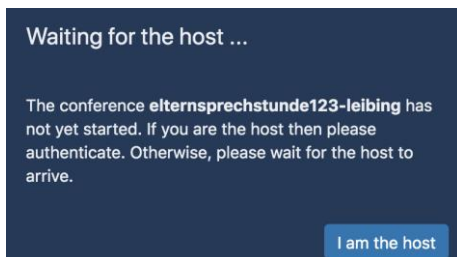 Waiting for the host ...
The conference elternsprechstunde123-leibing has
not yet started. If you are the host then please
authenticate. Otherwise, please wait for the host to
arrive.
I am the host